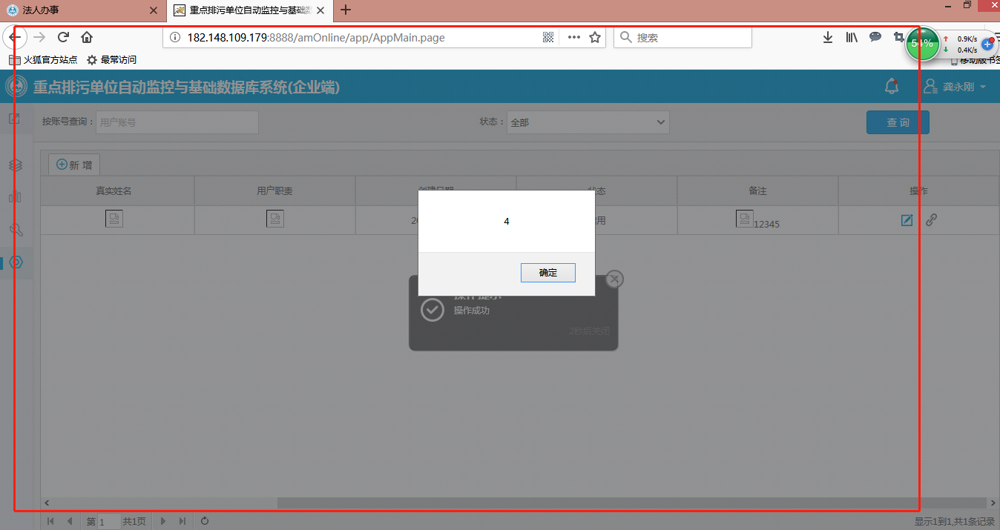 法人办事
重点排污单位自动监控与基础
182.148.109.179:8888/amOnline/app/AppMain.page
搜索
54%
0.9K/s
0.4K/s
火狐官方站点
最常访问
移动版书签
重点排污单位自动监控与基础数据库系统(企业端)
龚永刚
按账号查询：
用户账号
状态：
全部
查 询
新 增
真实姓名
用户职责
创建日期
状态
备注
操作
20
用
12345
4
确定
操作提示
操作成功
2秒后关闭
第 1 共1页
显示1到1,共1条记录